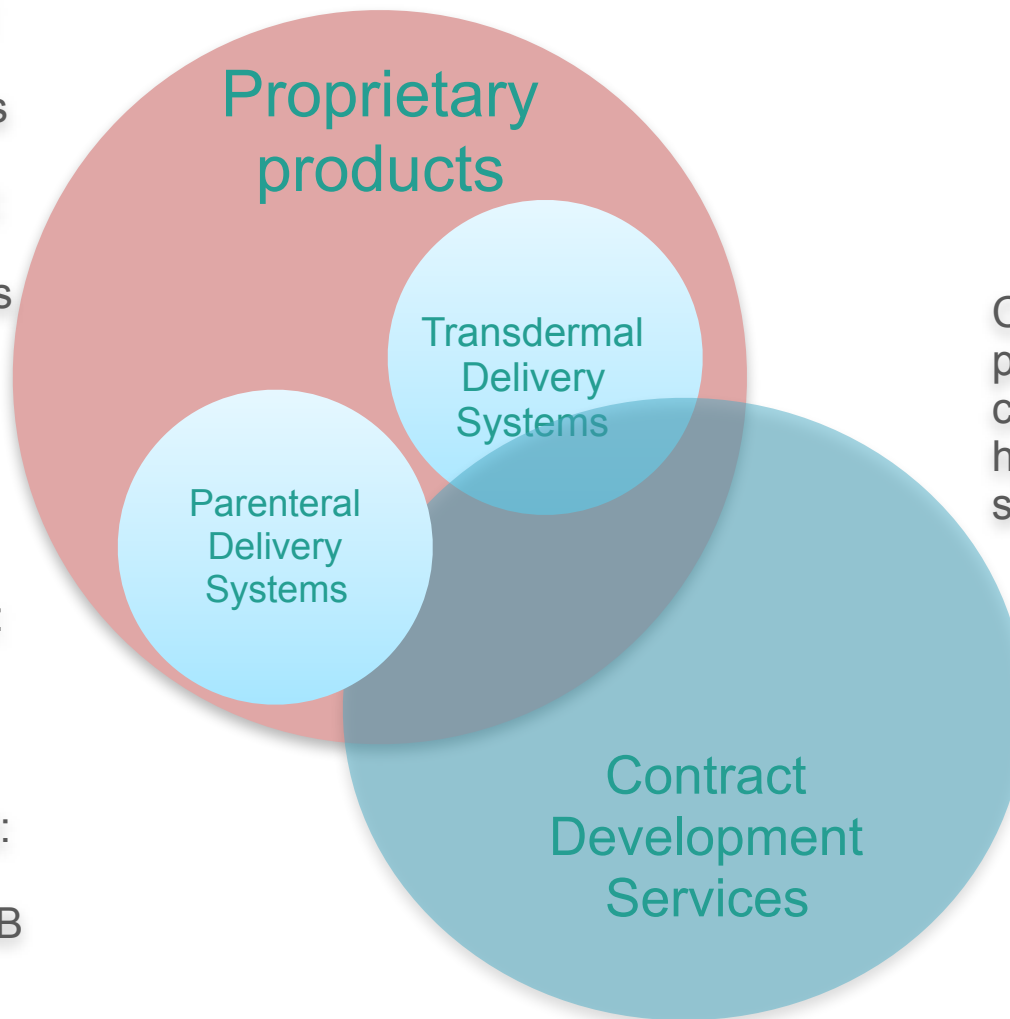 Proprietary
products
Transdermal
Delivery
Systems
Parenteral
Delivery
Systems
Contract
Development
Services